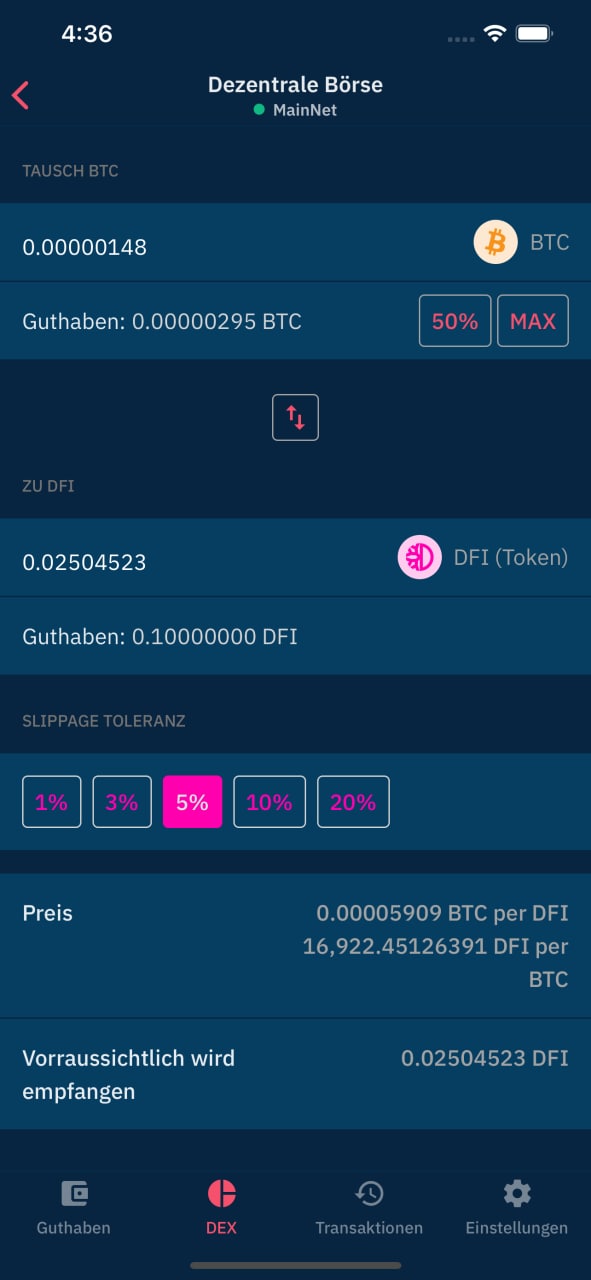 4:36
Dezentrale Börse
MainNet
TAUSCH BTC
0.00000148
BTC
Guthaben: 0.00000295 BTC
50%
MAX
ZU DFI
0.02504523
DFI (Token)
Guthaben: 0.10000000 DFI
SLIPPAGE TOLERANZ
1%
3%
5%
10%
20%
Preis
0.00005909 BTC per DFI
16,922.45126391 DFI per
BTC
Vorraussichtlich wird
empfangen
0.02504523 DFI
Guthaben
DEX
Transaktionen
Einstellungen